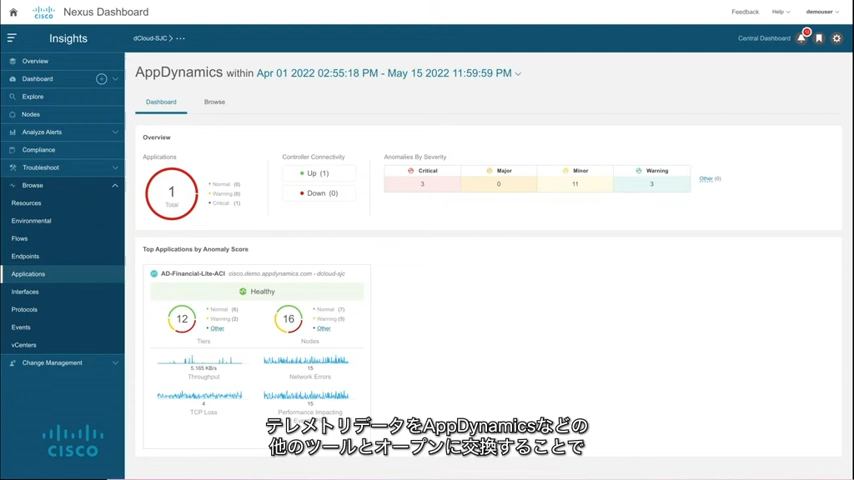 CISCO
Nexus Dashboard
Feedback
Help
demouser
Insights
dCloud-SJC
Central Dashboard
Overview
Dashboard
Explore
Nodes
Analyze Alerts
Compliance
Troubleshoot
Browse
Resources
Environmental
Flows
Endpoints
Applications
Interfaces
Protocols
Events
vCenters
Change Management
CISCO
AppDynamics within Apr 01 2022 02:55:18 PM - May 15 2022 11:59:59 PM
Dashboard
Browse
Overview
Applications
1
Total
Normal (0)
Warning (0)
Critical (1)
Controller Connectivity
Up (1)
Down (0)
Anomalies By Severity
Critical Major Minor Warning
3 0 11 3
Other (0)
Top Applications by Anomaly Score
AD-Financial-Lite-ACI cisco.demo.appdynamics.com - dcloud-sjc
Healthy
12
Other
Tiers
16
Normal (7)
Other
Nodes
5.165 KB/s
Throughput
15
Network Errors
4
TCP Loss
15
Performance Impacting
テレメトリデータをAppDynamicsなどの
他のツールとオープンに交換することで